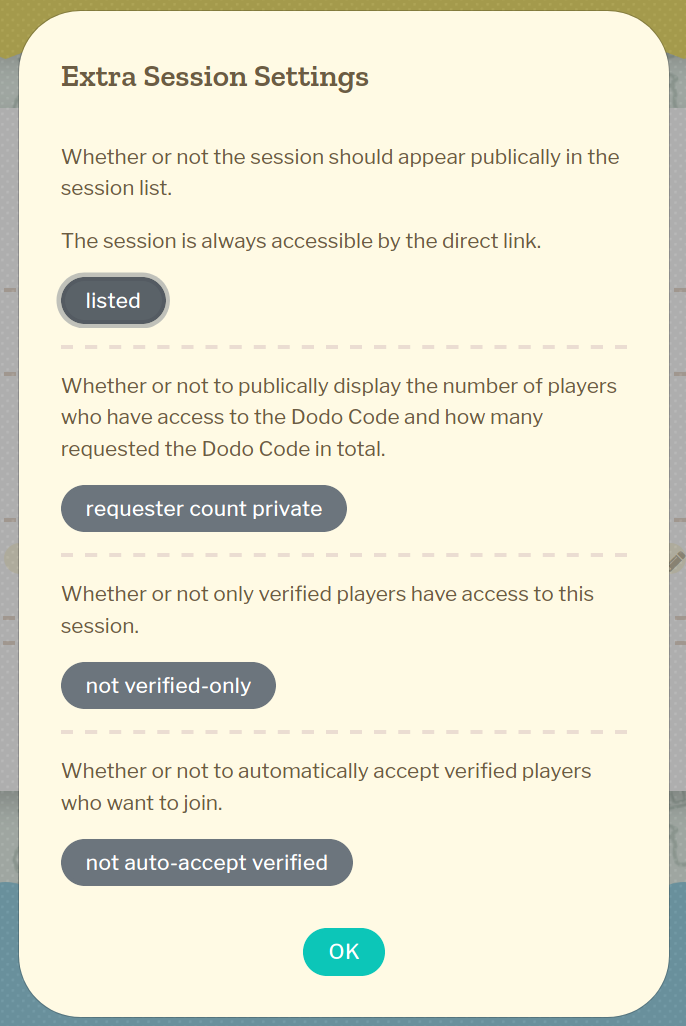 Extra Session Settings
Whether or not the session should appear publically in the
session list.
The session is always accessible by the direct link.
listed
Whether or not to publically display the number of players
who have access to the Dodo Code and how many
requested the Dodo Code in total.
requester count private
Whether or not only verified players have access to this
session.
not verified-only
Whether or not to automatically accept verified players
who want to join.
not auto-accept verified
OK